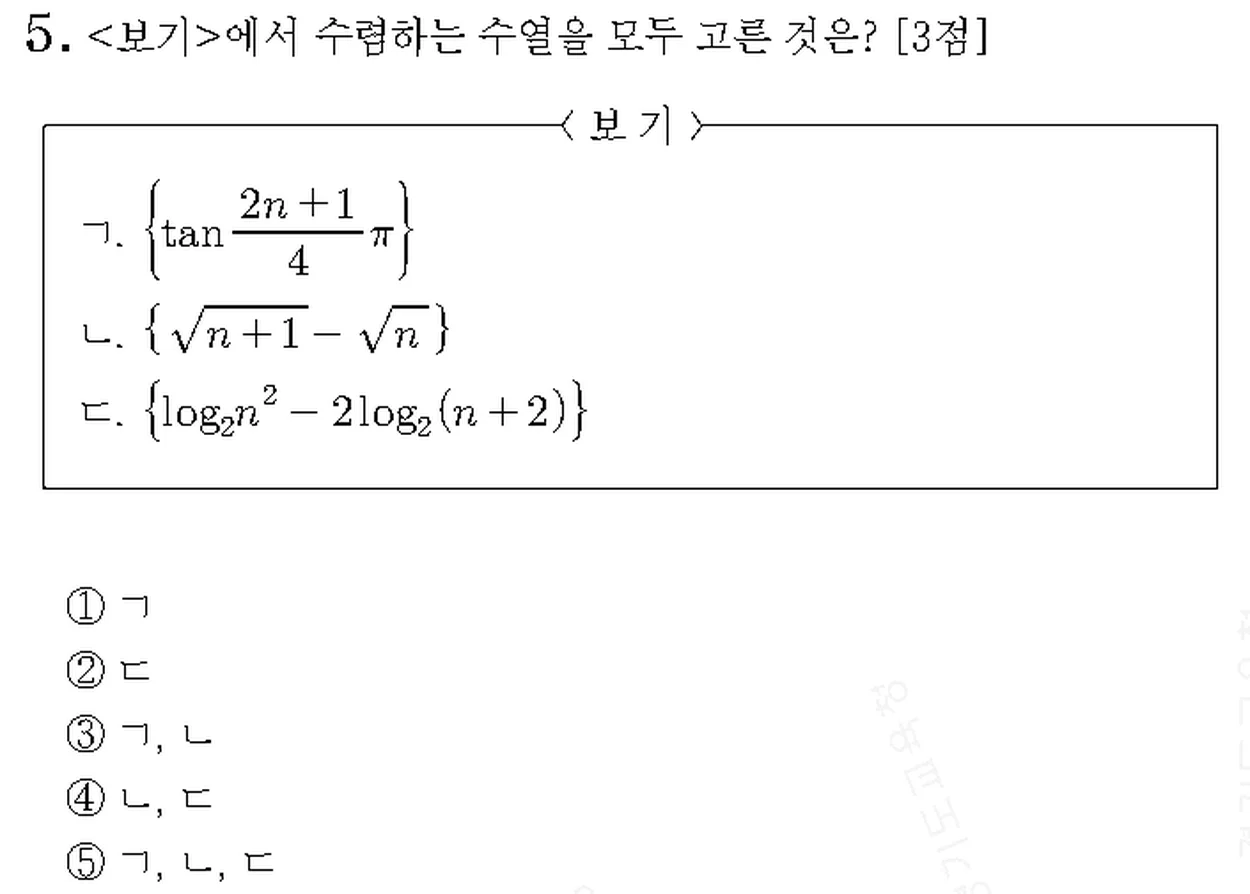 5. <보기>에서 수렴하는 수열을 모두 고른 것은? [3점]
〈 보 기 〉
ㄱ. {tan (2n+1)/4 π}
ㄴ. {√(n+1) − √n}
ㄷ. {log₂n² − 2log₂(n+2)}
① ㄱ
② ㄷ
③ ㄱ, ㄴ
④ ㄴ, ㄷ
⑤ ㄱ, ㄴ, ㄷ